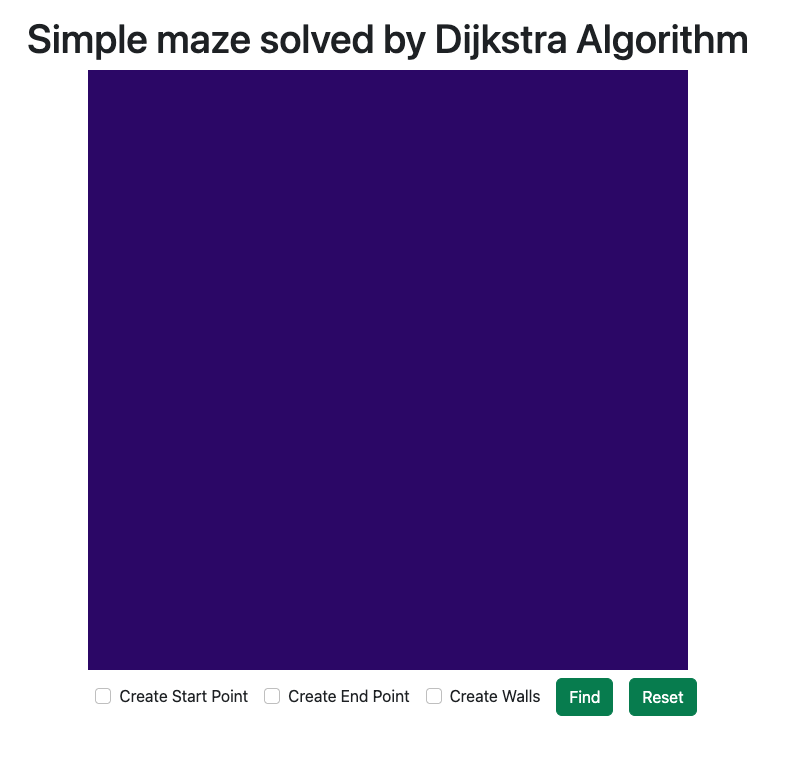 Simple maze solved by Dijkstra Algorithm
Create Start Point Create End Point Create Walls Find Reset